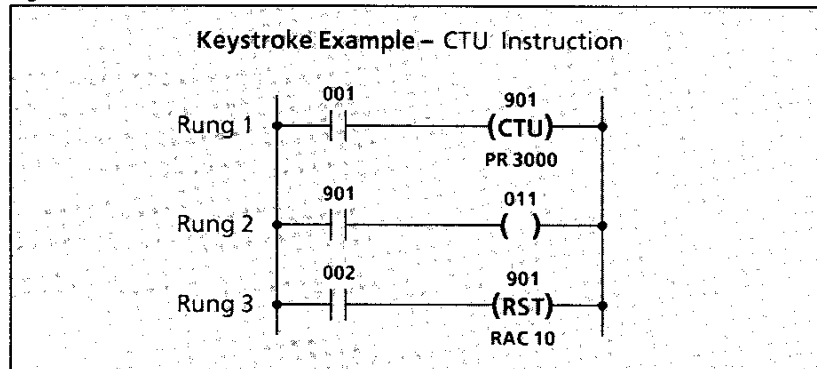 Keystroke Example – CTU Instruction
001 901
Rung 1 (CTU)
PR 3000
901 011
Rung 2 ( )
002 901
Rung 3 (RST)
RAC 10